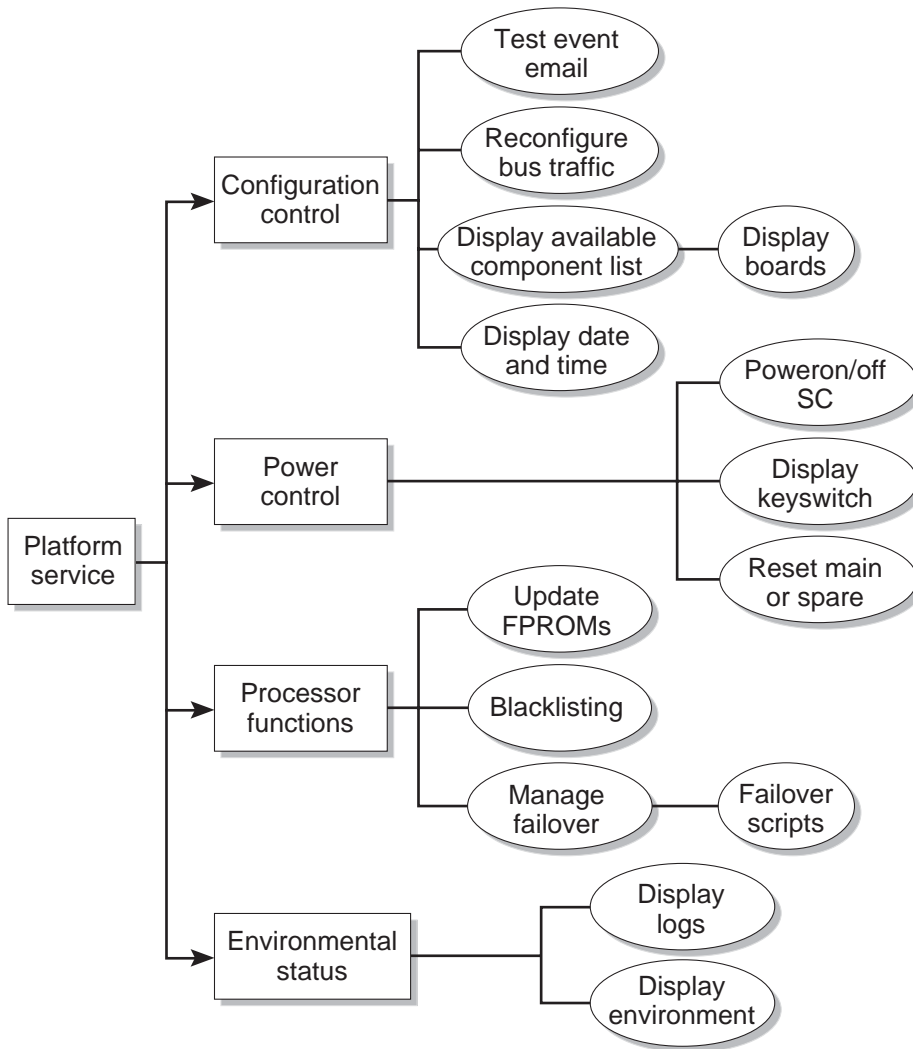 Test event
email
Reconfigure
bus traffic
Configuration
control
Display available
component list
Display
boards
Display date
and time
Poweron/off
SC
Power
control
Display
keyswitch
Platform
service
Reset main
or spare
Update
FPROMs
Processor
functions
Blacklisting
Manage
failover
Failover
scripts
Display
logs
Environmental
status
Display
environment